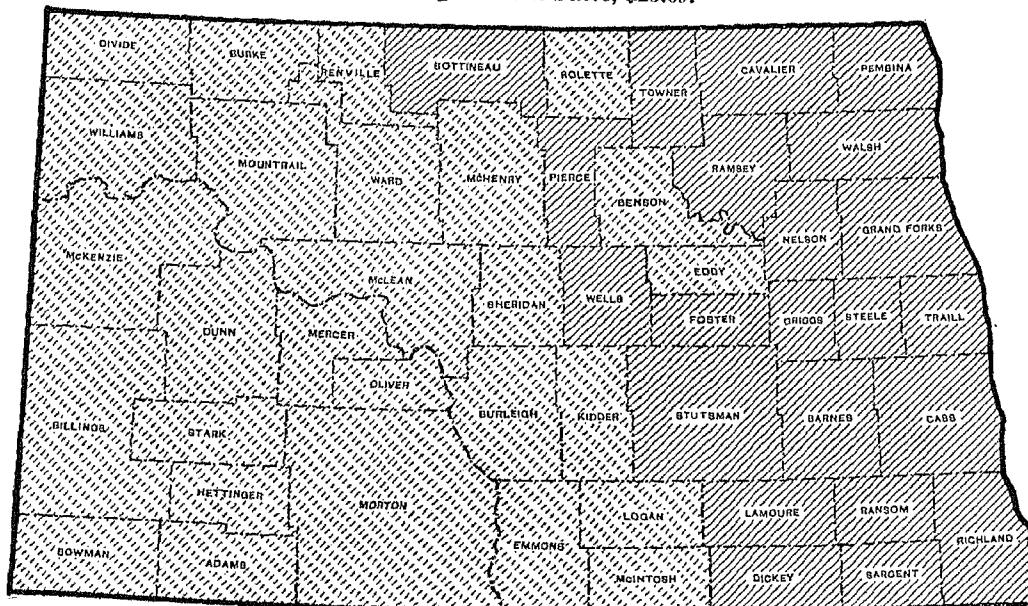 $25.69.
DIVIDE
BURKE
RENVILLE
BOTTINEAU
ROLETTE
TOWNER
CAVALIER
PEMBINA
WILLIAMS
MOUNTRAIL
WARD
MCHENRY
PIERCE
BENSON
RAMSEY
WALSH
NELSON
GRAND FORKS
MCKENZIE
DUNN
MCLEAN
MERCER
OLIVER
SHERIDAN
WELLS
EDDY
FOSTER
GRIGGS
STEELE
TRAILL
BILLINGS
STARK
HETTINGER
MORTON
BURLEIGH
KIDDER
STUTSMAN
BARNES
CASS
BOWMAN
ADAMS
EMMONS
LOGAN
MCINTOSH
LAMOURE
DICKEY
RANSOM
SARGENT
RICHLAND